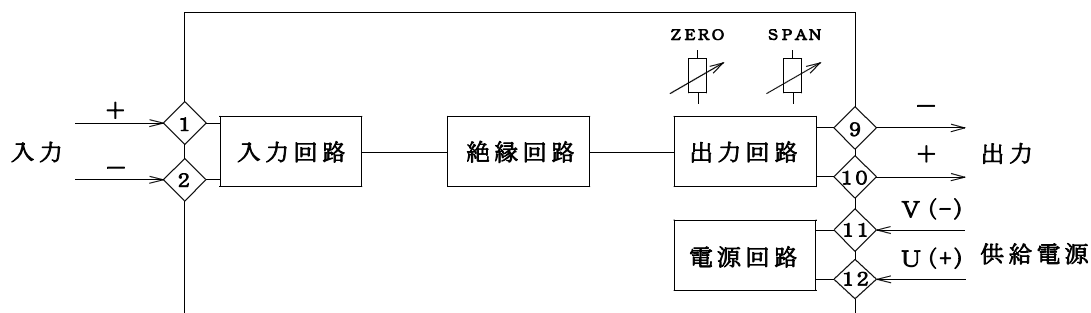 ZERO SPAN
+ 1 9 −
入力 入力回路 絶縁回路 出力回路 出力
− 2 10 +
11 V(-)
電源回路 供給電源
12 U(+)